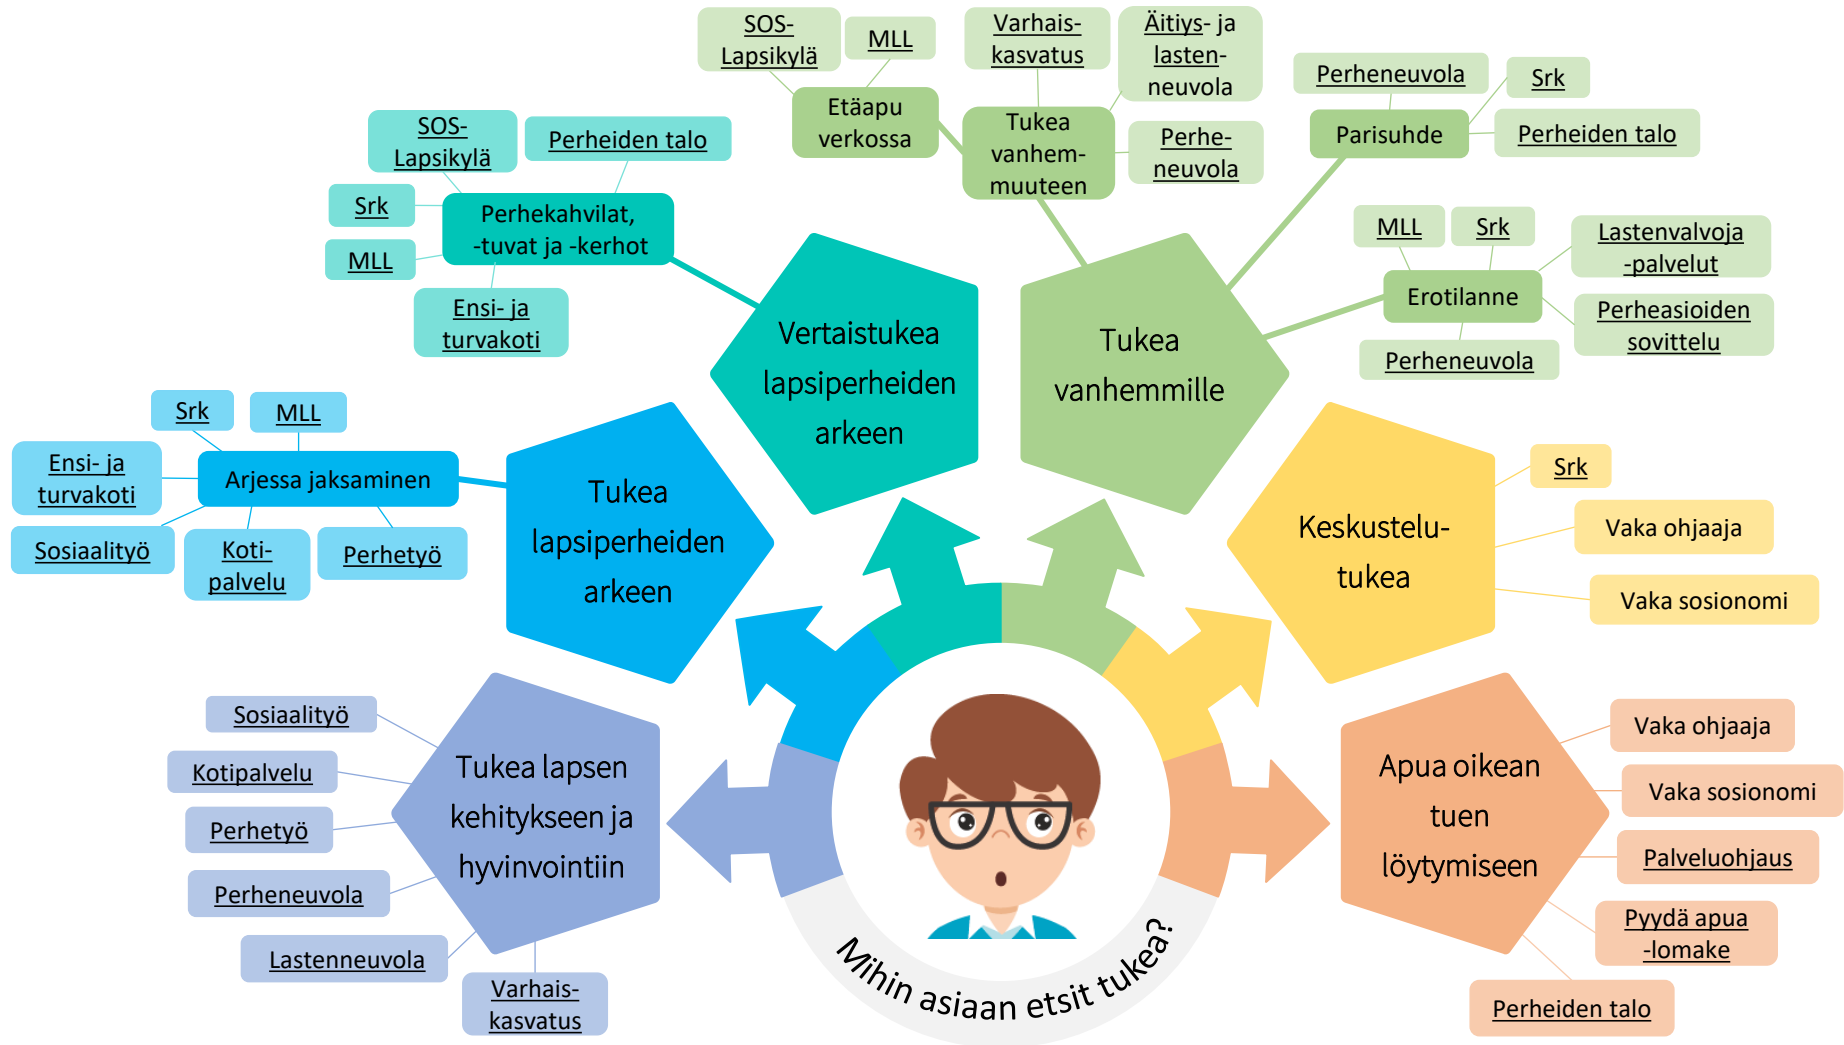 SOS-
Lapsikylä
MLL
Etäapu
verkossa
Varhais-
kasvatus
Äitiys- ja
lasten-
neuvola
Tukea
vanhem-
muuteen
Perhe-
neuvola
Perheneuvola
Srk
Parisuhde
Perheiden talo
MLL
Srk
Lastenvalvoja
-palvelut
Erotilanne
Perheasioiden
sovittelu
Perheneuvola
Tukea
vanhemmille
SOS-
Lapsikylä
Perheiden talo
Srk
Perhekahvilat,
-tuvat ja -kerhot
MLL
Ensi- ja
turvakoti
Vertaistukea
lapsiperheiden
arkeen
Srk
MLL
Ensi- ja
turvakoti
Arjessa jaksaminen
Sosiaalityö
Koti-
palvelu
Perhetyö
Tukea
lapsiperheiden
arkeen
Keskustelu-
tukea
Srk
Vaka ohjaaja
Vaka sosionomi
Sosiaalityö
Kotipalvelu
Perhetyö
Perheneuvola
Lastenneuvola
Varhais-
kasvatus
Tukea lapsen
kehitykseen ja
hyvinvointiin
Apua oikean
tuen
löytymiseen
Vaka ohjaaja
Vaka sosionomi
Palveluohjaus
Pyydä apua
-lomake
Perheiden talo
Mihin asiaan etsit tukea?